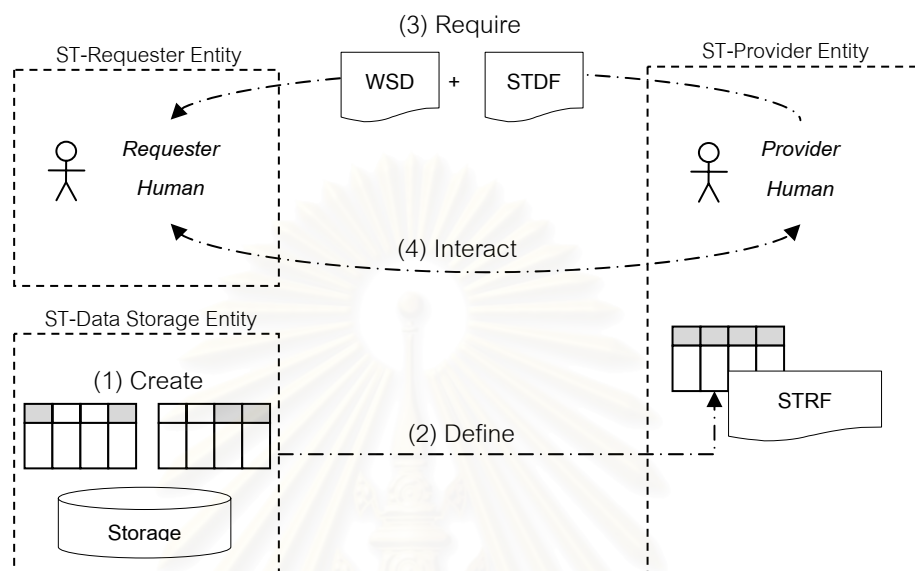 (3) Require
ST-Requester Entity
ST-Provider Entity
WSD
+
STDF
Requester
Human
Provider
Human
(4) Interact
ST-Data Storage Entity
(1) Create
STRF
(2) Define
Storage